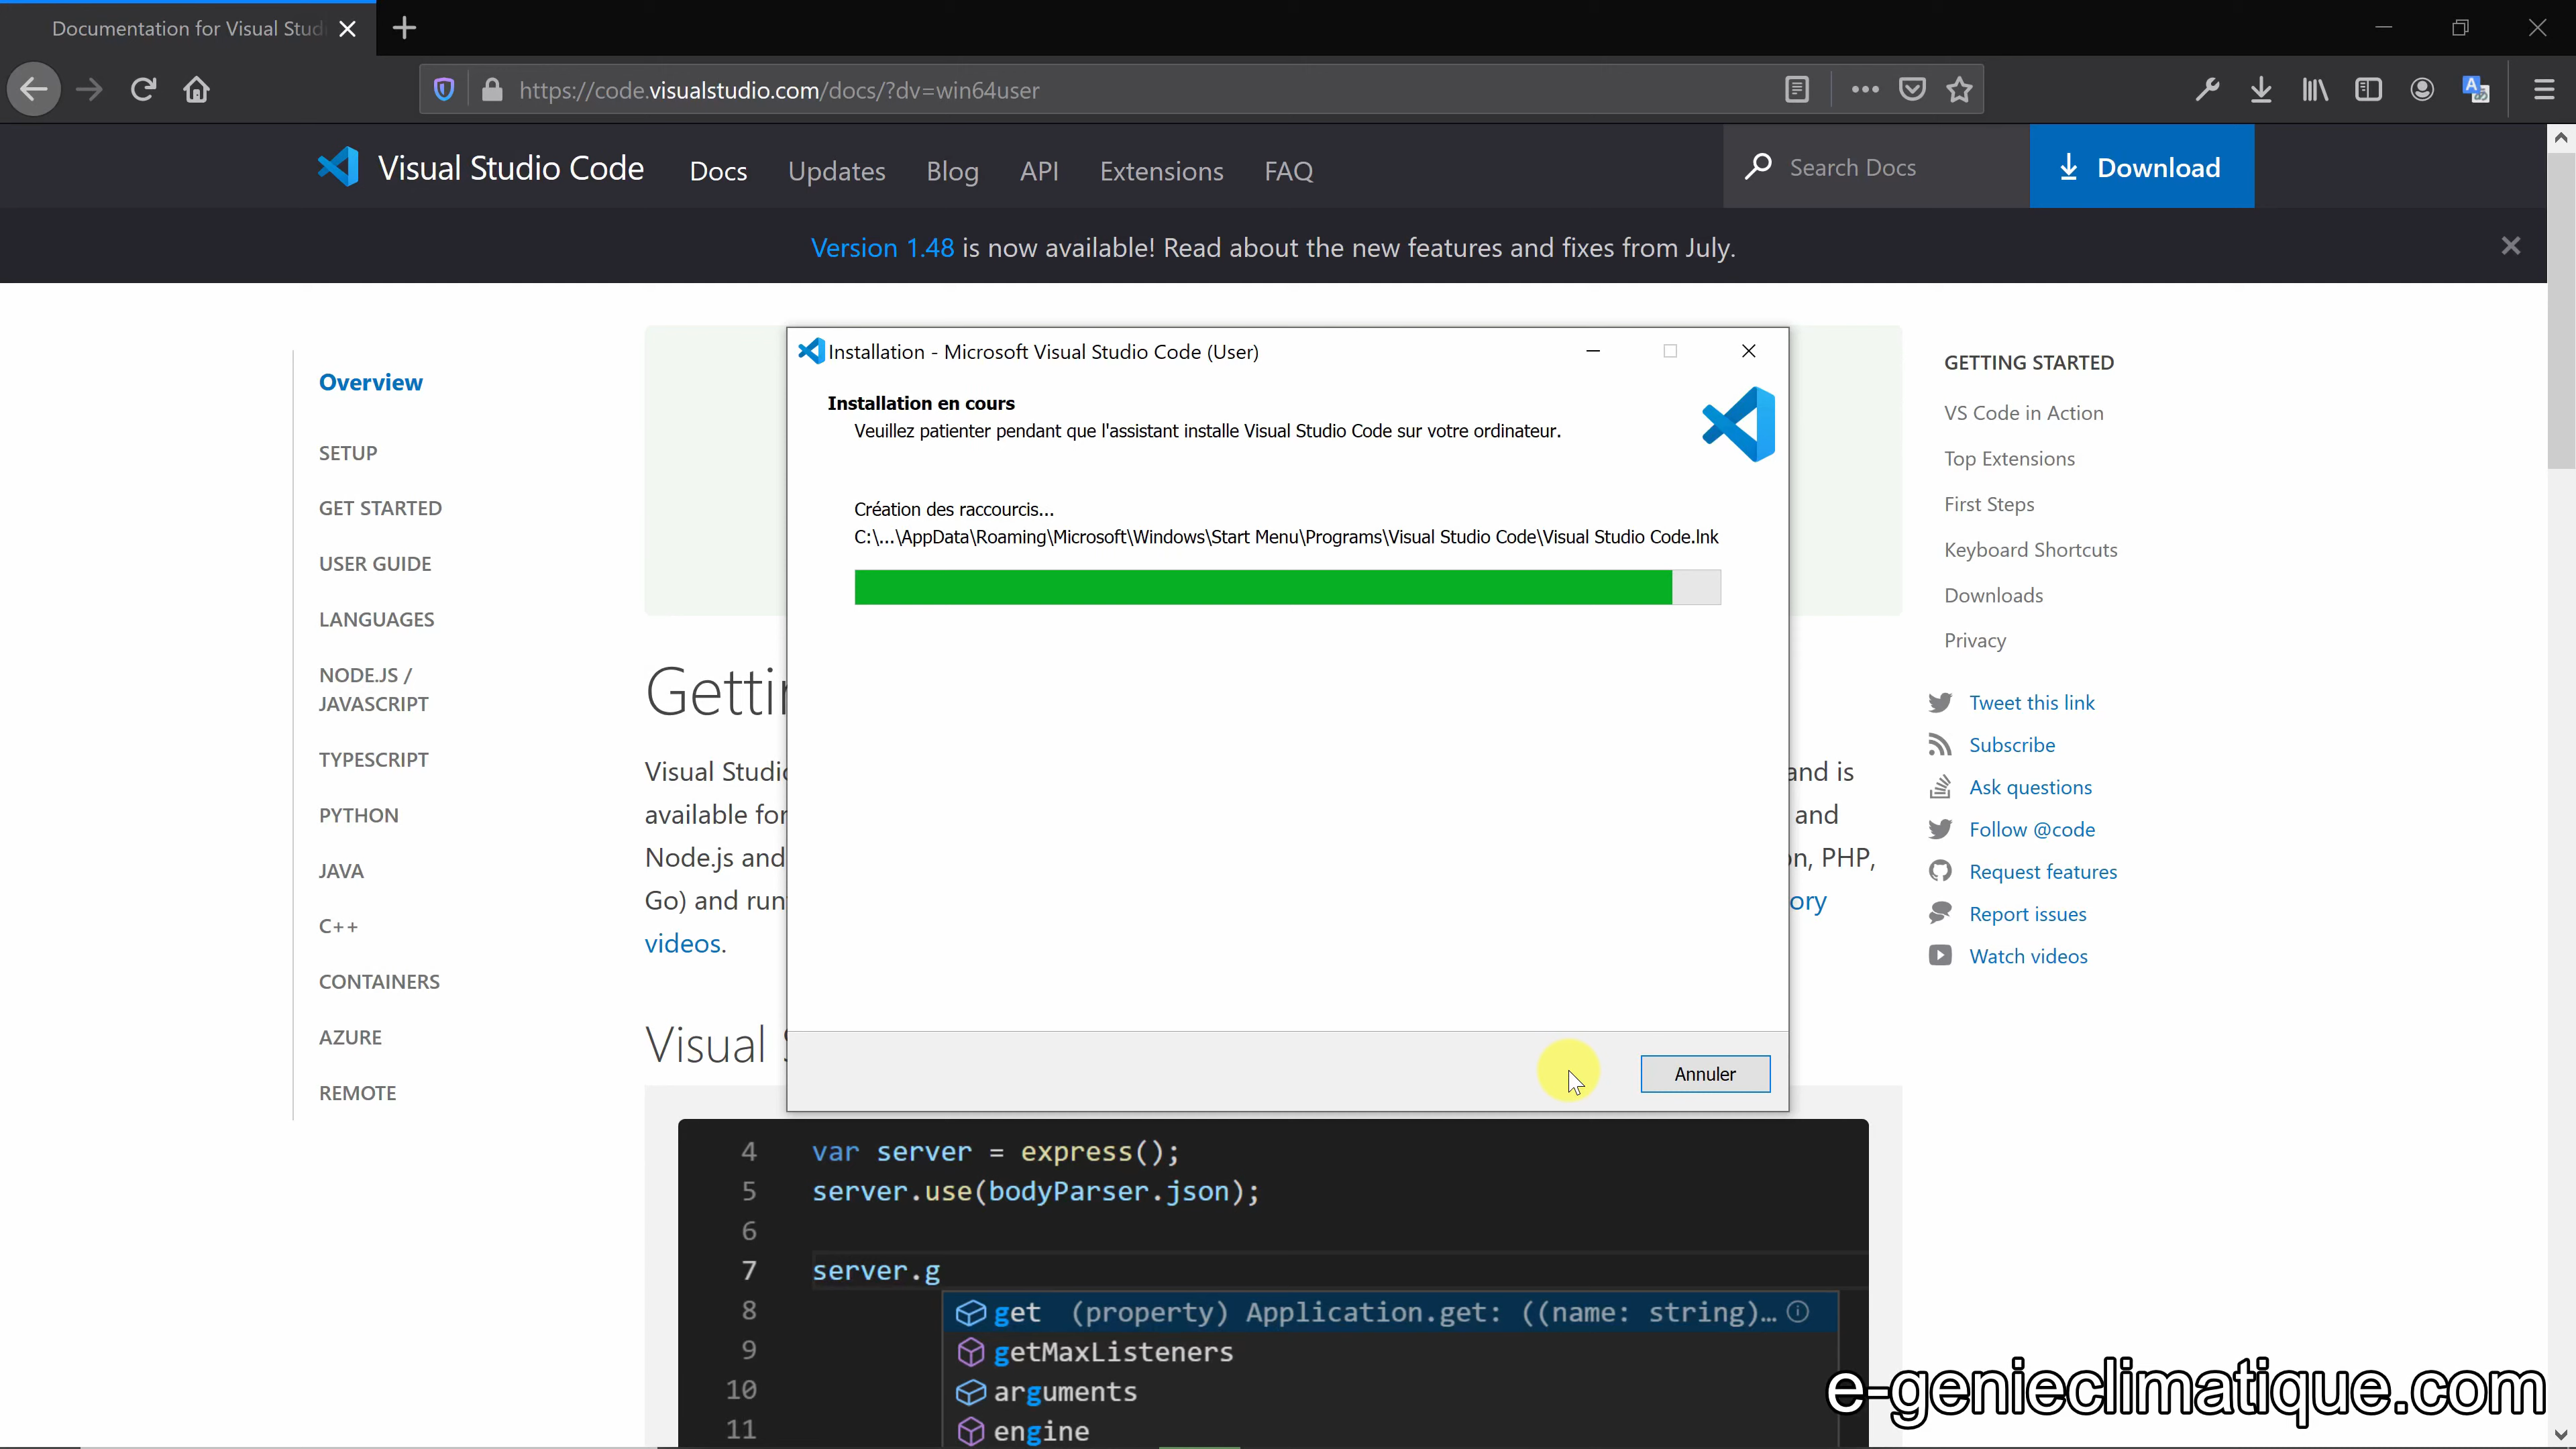 Documentation for Visual Stud
https://code.visualstudio.com/docs/?dv=win64user
Visual Studio Code
Docs
Updates
Blog
API
Extensions
FAQ
Search Docs
Download
Version 1.48 is now available! Read about the new features and fixes from July.
Overview
SETUP
GET STARTED
USER GUIDE
LANGUAGES
NODE.JS /
JAVASCRIPT
TYPESCRIPT
PYTHON
JAVA
C++
CONTAINERS
AZURE
REMOTE
Installation - Microsoft Visual Studio Code (User)
Installation en cours
Veuillez patienter pendant que l'assistant installe Visual Studio Code sur votre ordinateur.
Création des raccourcis...
C:\...\AppData\Roaming\Microsoft\Windows\Start Menu\Programs\Visual Studio Code\Visual Studio Code.lnk
Annuler
Gettin
Visual Studio and is
available for and
Node.js and on, PHP,
Go) and run ory
videos.
Visual S
4 var server = express();
5 server.use(bodyParser.json);
6
7 server.g
8 get (property) Application.get: ((name: string)…
9 getMaxListeners
10 arguments
11 engine
GETTING STARTED
VS Code in Action
Top Extensions
First Steps
Keyboard Shortcuts
Downloads
Privacy
Tweet this link
Subscribe
Ask questions
Follow @code
Request features
Report issues
Watch videos
e-genieclimatique.com